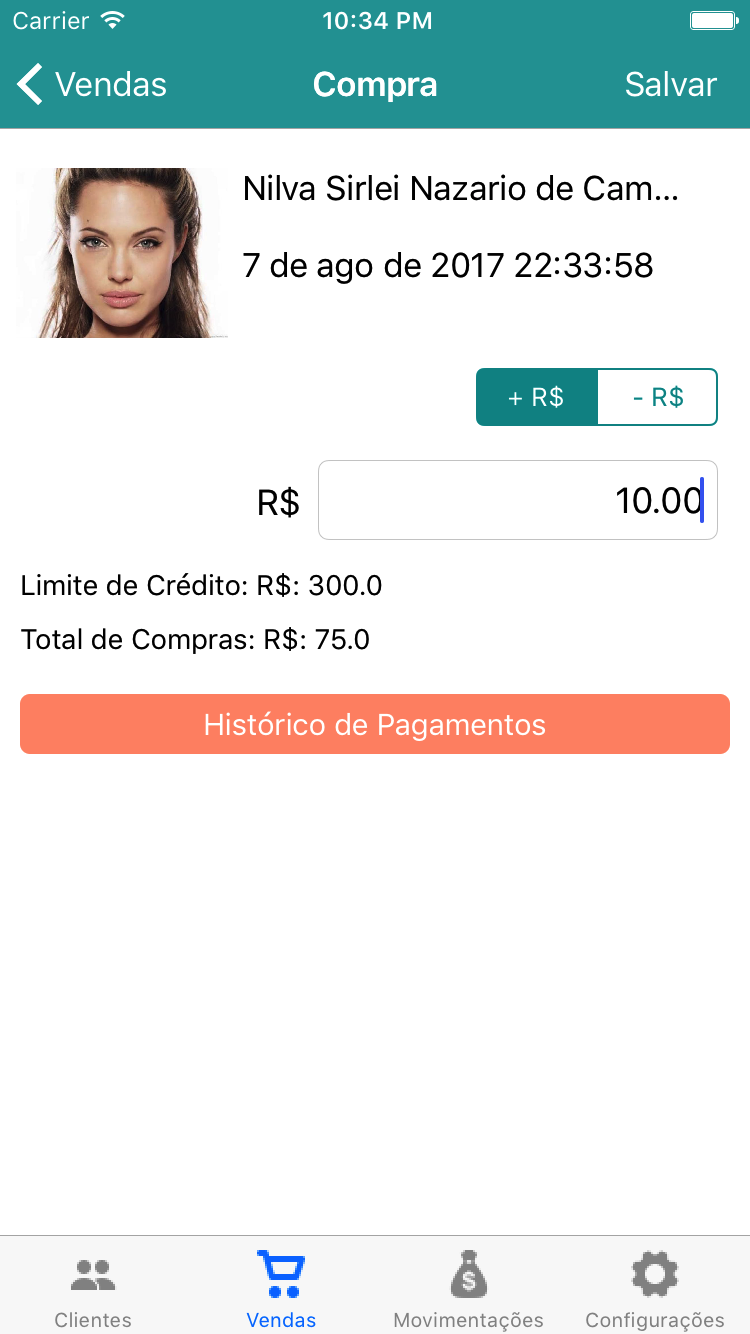 Carrier 10:34 PM
Vendas Compra Salvar
Nilva Sirlei Nazario de Cam...
7 de ago de 2017 22:33:58
+ R$ - R$
R$ 10.00
Limite de Crédito: R$: 300.0
Total de Compras: R$: 75.0
Histórico de Pagamentos
$
Clientes Vendas Movimentações Configurações